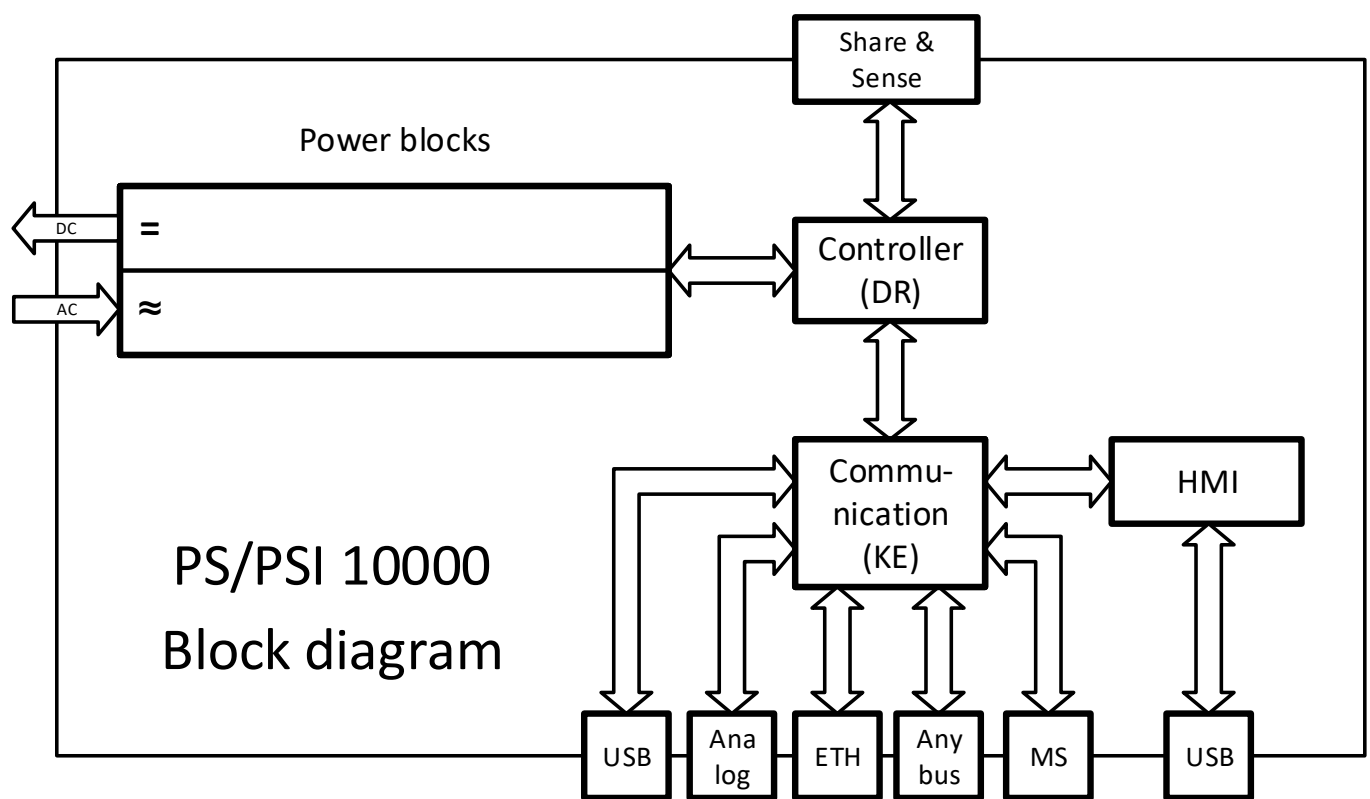 Share &
Sense
Power blocks
DC
=
Controller
(DR)
AC
≈
Commu-
nication
(KE)
HMI
PS/PSI 10000
Block diagram
USB
Ana
log
ETH
Any
bus
MS
USB